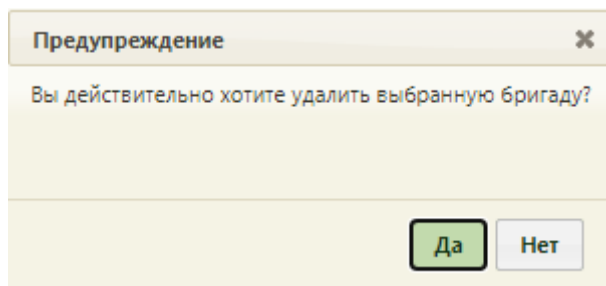 Предупреждение
Вы действительно хотите удалить выбранную бригаду?
Да Нет